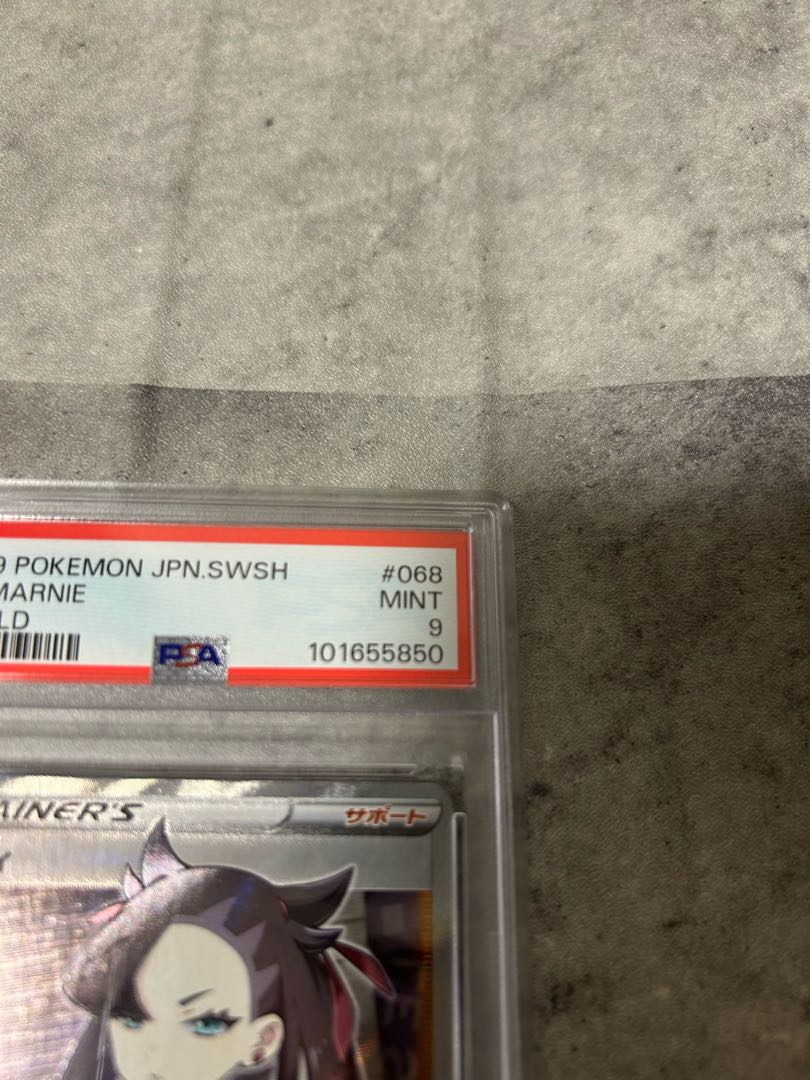 9 POKEMON JPN.SWSH #068
MARNIE MINT
LD 9
PSA 101655850
AINER'S サポート